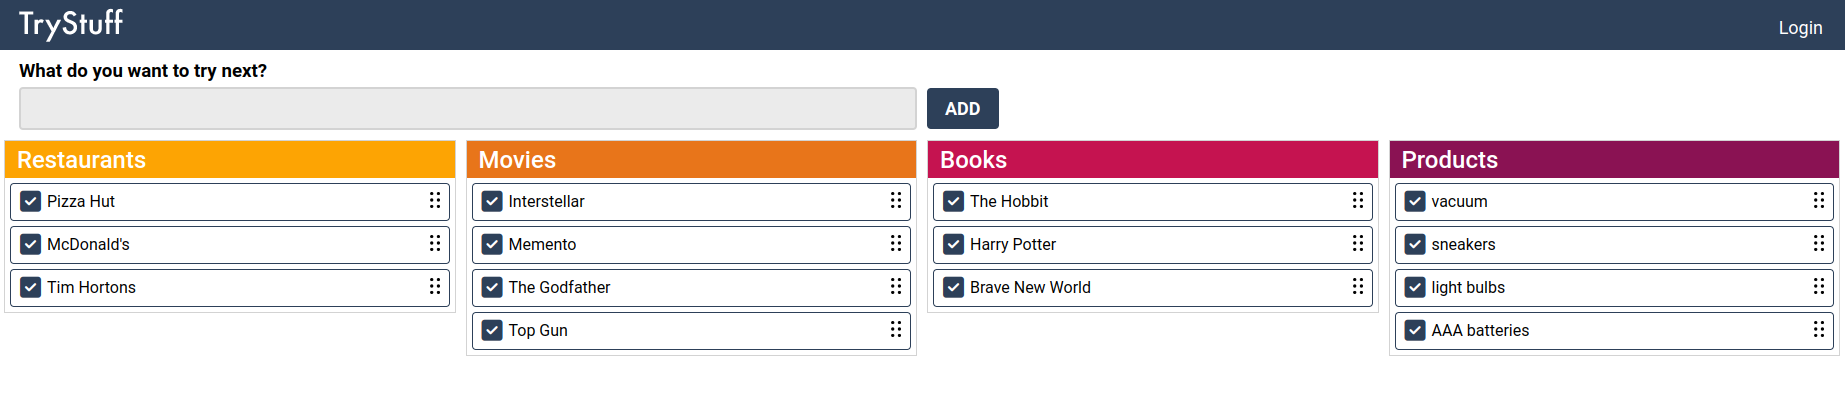 TryStuff
Login
What do you want to try next?
ADD
Restaurants
Pizza Hut
McDonald's
Tim Hortons
Movies
Interstellar
Memento
The Godfather
Top Gun
Books
The Hobbit
Harry Potter
Brave New World
Products
vacuum
sneakers
light bulbs
AAA batteries